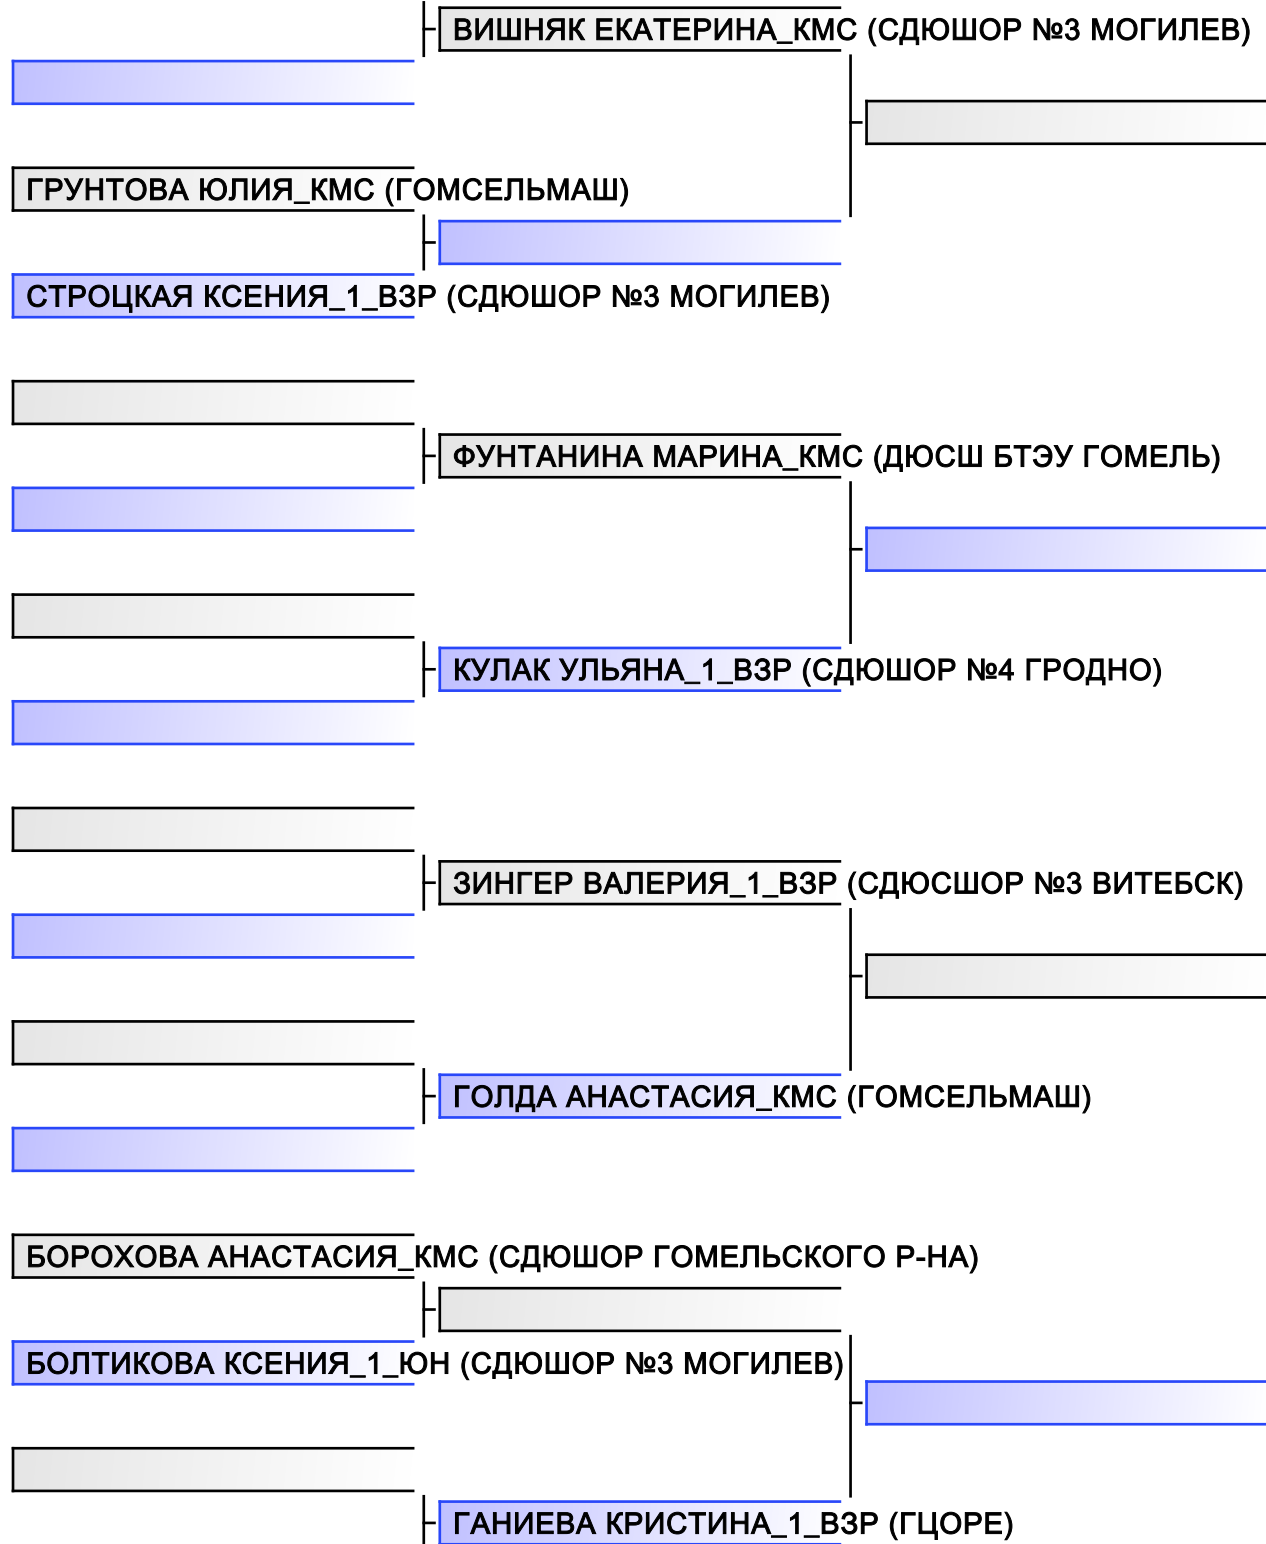 ВИШНЯК ЕКАТЕРИНА_КМС (СДЮШОР №3 МОГИЛЕВ)
ГРУНТОВА ЮЛИЯ_КМС (ГОМСЕЛЬМАШ)
СТРОЦКАЯ КСЕНИЯ_1_ВЗР (СДЮШОР №3 МОГИЛЕВ)
ФУНТАНИНА МАРИНА_КМС (ДЮСШ БТЭУ ГОМЕЛЬ)
КУЛАК УЛЬЯНА_1_ВЗР (СДЮШОР №4 ГРОДНО)
ЗИНГЕР ВАЛЕРИЯ_1_ВЗР (СДЮСШОР №3 ВИТЕБСК)
ГОЛДА АНАСТАСИЯ_КМС (ГОМСЕЛЬМАШ)
БОРОХОВА АНАСТАСИЯ_КМС (СДЮШОР ГОМЕЛЬСКОГО Р-НА)
БОЛТИКОВА КСЕНИЯ_1_ЮН (СДЮШОР №3 МОГИЛЕВ)
ГАНИЕВА КРИСТИНА_1_ВЗР (ГЦОРЕ)